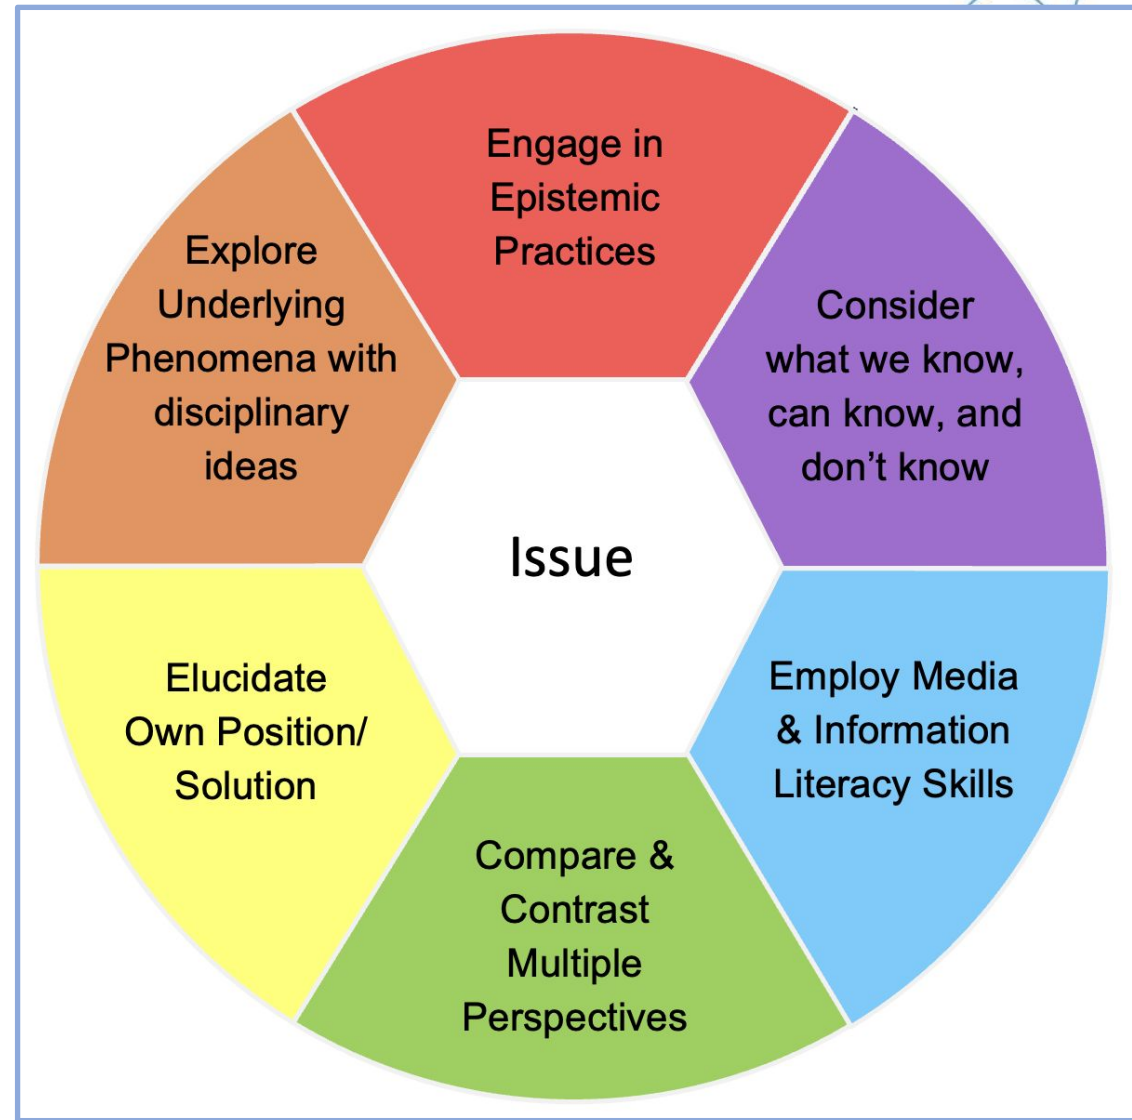 Engage in
Epistemic
Practices
Consider
what we know,
can know, and
don’t know
Employ Media
& Information
Literacy Skills
Compare &
Contrast
Multiple
Perspectives
Elucidate
Own Position/
Solution
Explore
Underlying
Phenomena with
disciplinary
ideas
Issue